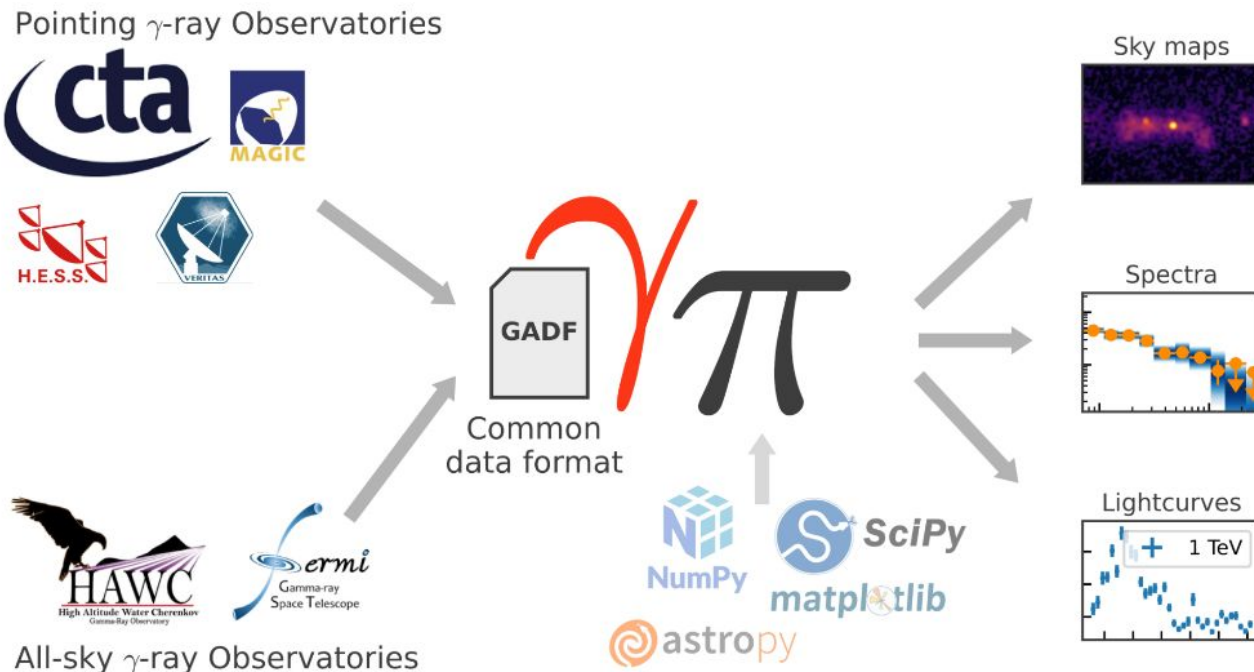 Pointing γ-ray Observatories
cta
MAGIC
H.E.S.S.
VERITAS
GADF
γπ
Common
data format
HAWC
High Altitude Water Cherenkov
Gamma-Ray Observatory
Fermi
Gamma-ray
Space Telescope
All-sky γ-ray Observatories
NumPy
SciPy
matplotlib
astropy
Sky maps
Spectra
Lightcurves
1 TeV